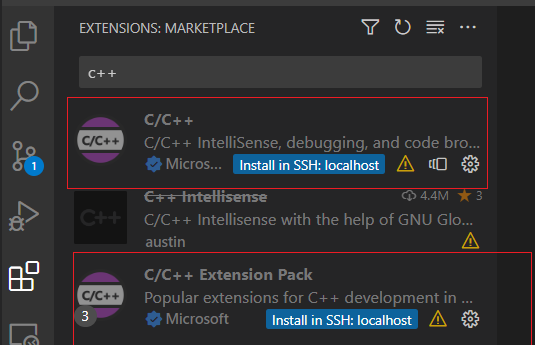 EXTENSIONS: MARKETPLACE
c++
C/C++
C/C++
C/C++ IntelliSense, debugging, and code bro...
Micros... Install in SSH: localhost
1
C++
C++ Intellisense 4.4M 3
C/C++ Intellisense with the help of GNU Glo...
austin
C/C++
C/C++ Extension Pack
Popular extensions for C++ development in ...
3
Microsoft Install in SSH: localhost